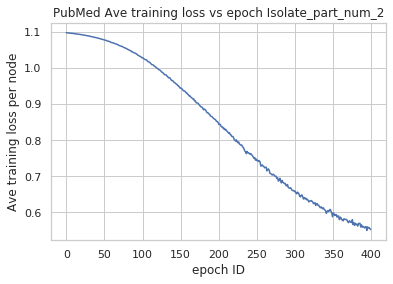 PubMed Ave training loss vs epoch Isolate_part_num_2
Ave training loss per node
1.1
1.0
0.9
0.8
0.7
0.6
0 50 100 150 200 250 300 350 400
epoch ID